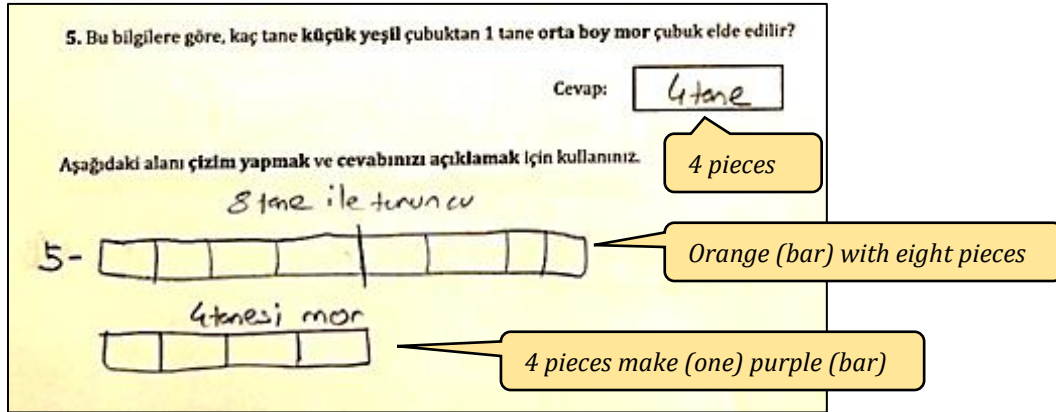 5. Bu bilgilere göre, kaç tane küçük yeşil çubuktan 1 tane orta boy mor çubuk elde edilir?
Cevap: 4 tane
4 pieces
Aşağıdaki alanı çizim yapmak ve cevabınızı açıklamak için kullanınız.
8 tane ile turuncu
5-
Orange (bar) with eight pieces
4 tanesi mor
4 pieces make (one) purple (bar)